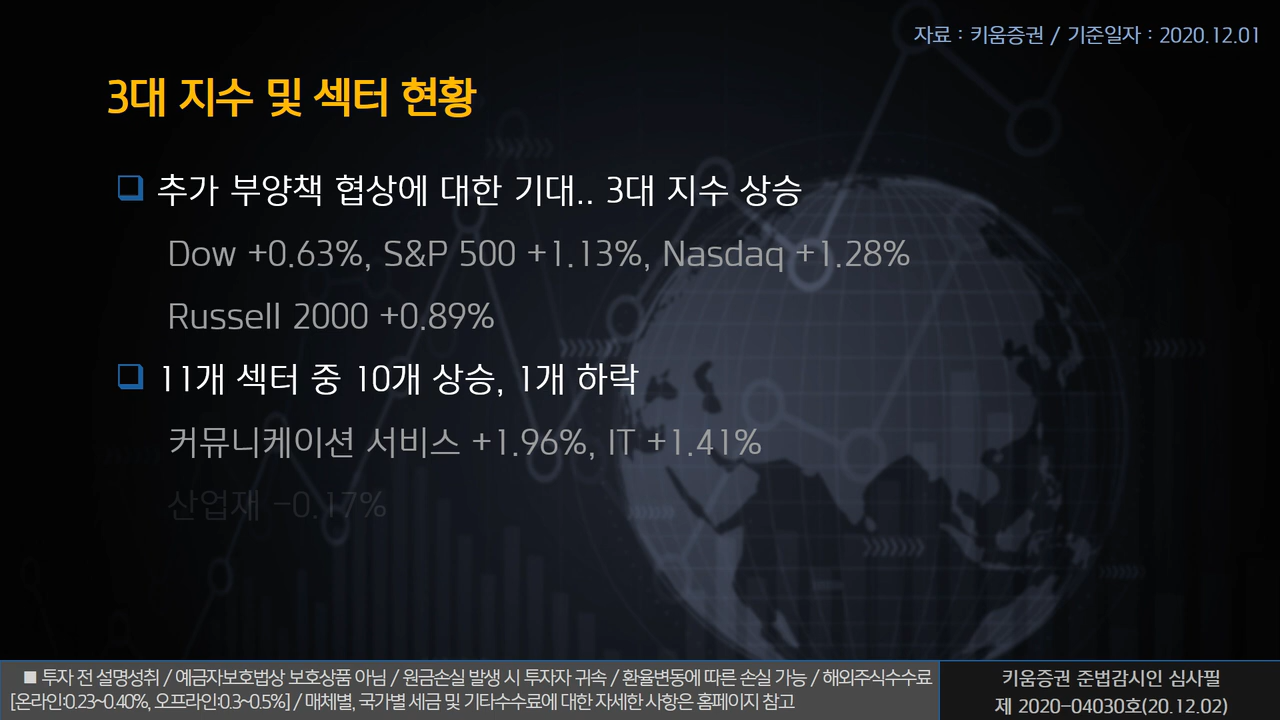 자료 : 키움증권 / 기준일자 : 2020.12.01
3대 지수 및 섹터 현황
추가 부양책 협상에 대한 기대.. 3대 지수 상승
Dow +0.63%, S&P 500 +1.13%, Nasdaq +1.28%
Russell 2000 +0.89%
11개 섹터 중 10개 상승, 1개 하락
커뮤니케이션 서비스 +1.96%, IT +1.41%
산업재 -0.17%
■ 투자 전 설명청취 / 예금자보호법상 보호상품 아님 / 원금손실 발생 시 투자자 귀속 / 환율변동에 따른 손실 가능 / 해외주식수수료
[온라인:0.23~0.40%, 오프라인:0.3~0.5%] / 매체별, 국가별 세금 및 기타수수료에 대한 자세한 사항은 홈페이지 참고
키움증권 준법감시인 심사필
제 2020-04030호(20.12.02)